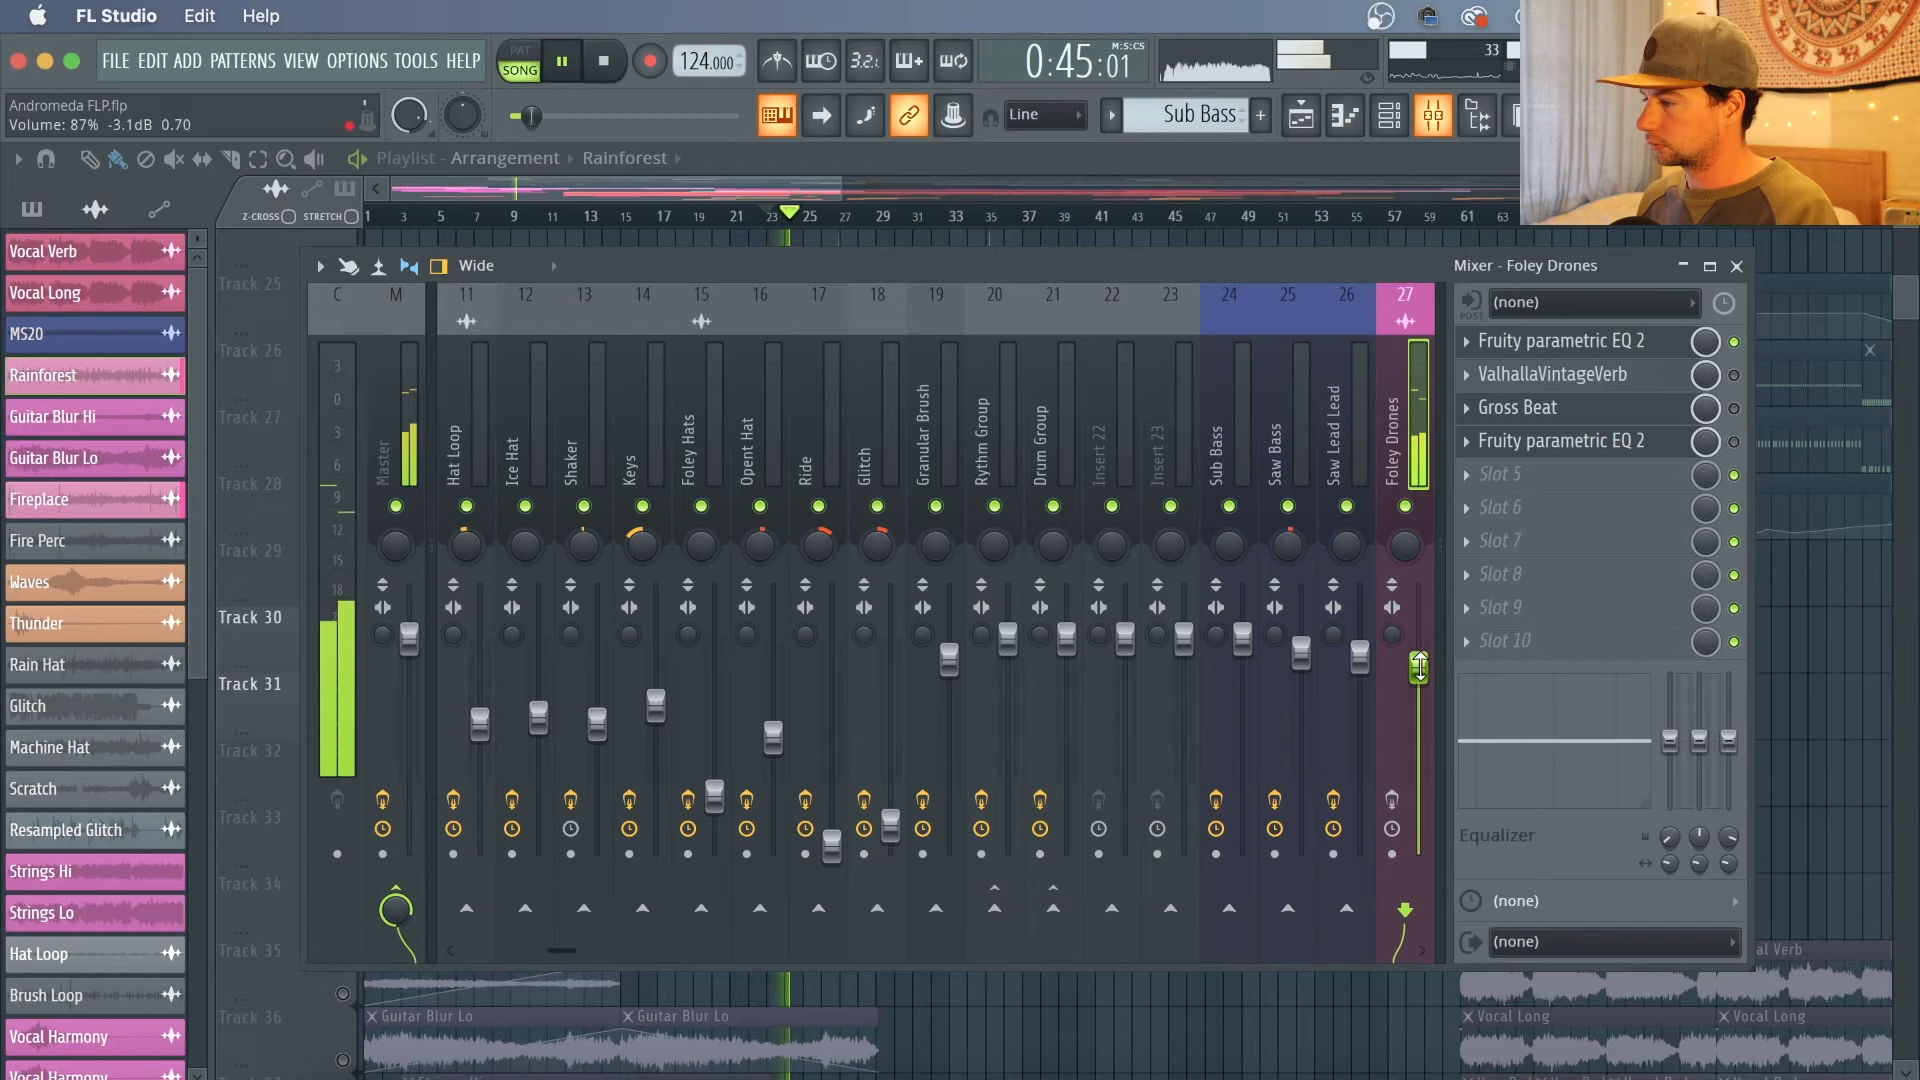 FL Studio Edit Help
FILE EDIT ADD PATTERNS VIEW OPTIONS TOOLS HELP
PAT
SONG
124.000
3.2.
0:45:01
M:S:CS
33
Andromeda FLP.flp
Volume: 87% -3.1dB 0.70
Line
Sub Bass
Playlist - Arrangement Rainforest
Z-CROSS STRETCH
1 3 5 7 9 11 13 15 17 19 21 23 25 27 29 31 33 35 37 39 41 43 45 47 49 51 53 55 57 59 61 63
Vocal Verb
Vocal Long
MS20
Rainforest
Guitar Blur Hi
Guitar Blur Lo
Fireplace
Fire Perc
Waves
Thunder
Rain Hat
Glitch
Machine Hat
Scratch
Resampled Glitch
Strings Hi
Strings Lo
Hat Loop
Brush Loop
Vocal Harmony
Vocal Harmony
Track 25
Track 26
Track 27
Track 28
Track 29
Track 30
Track 31
Track 32
Track 33
Track 34
Track 35
Track 36
Wide
Mixer - Foley Drones
C M 11 12 13 14 15 16 17 18 19 20 21 22 23 24 25 26 27
3
0
3
6
9
12
15
18
Master
Hat Loop
Ice Hat
Shaker
Keys
Foley Hats
Opent Hat
Ride
Glitch
Granular Brush
Rythm Group
Drum Group
Insert 22
Insert 23
Sub Bass
Saw Bass
Saw Lead Lead
Foley Drones
POST
(none)
Fruity parametric EQ 2
ValhallaVintageVerb
Gross Beat
Fruity parametric EQ 2
Slot 5
Slot 6
Slot 7
Slot 8
Slot 9
Slot 10
Equalizer
(none)
(none)
al Verb
Guitar Blur Lo
Guitar Blur Lo
Vocal Long
Vocal Long